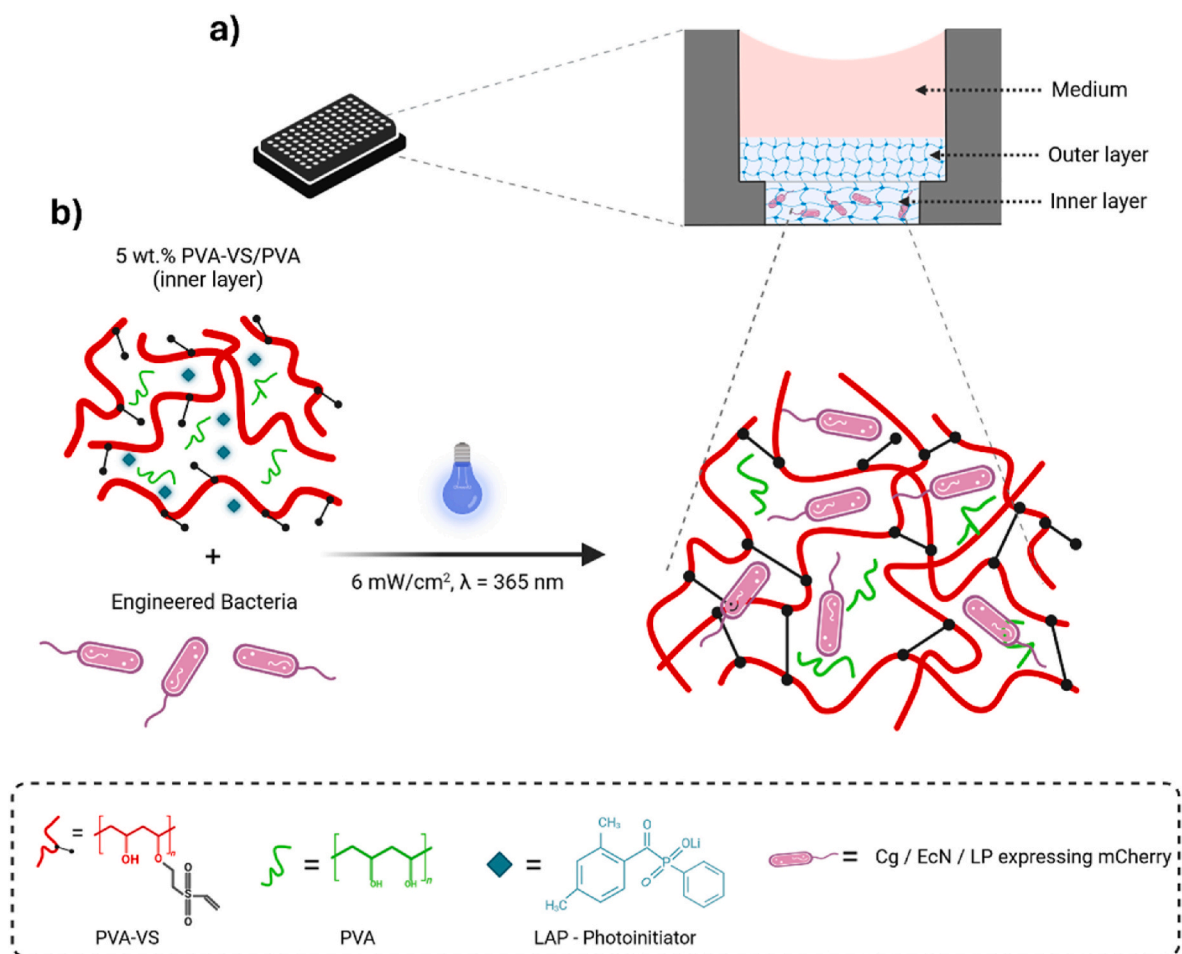 a)
Medium
Outer layer
Inner layer
b)
5 wt.% PVA-VS/PVA
(inner layer)
+
Engineered Bacteria
6 mW/cm², λ = 365 nm
=
OH
O
n
O
S
O
PVA-VS
=
OH
OH
n
PVA
=
CH₃
O
OLi
P
O
CH₃
LAP - Photoinitiator
= Cg / EcN / LP expressing mCherry